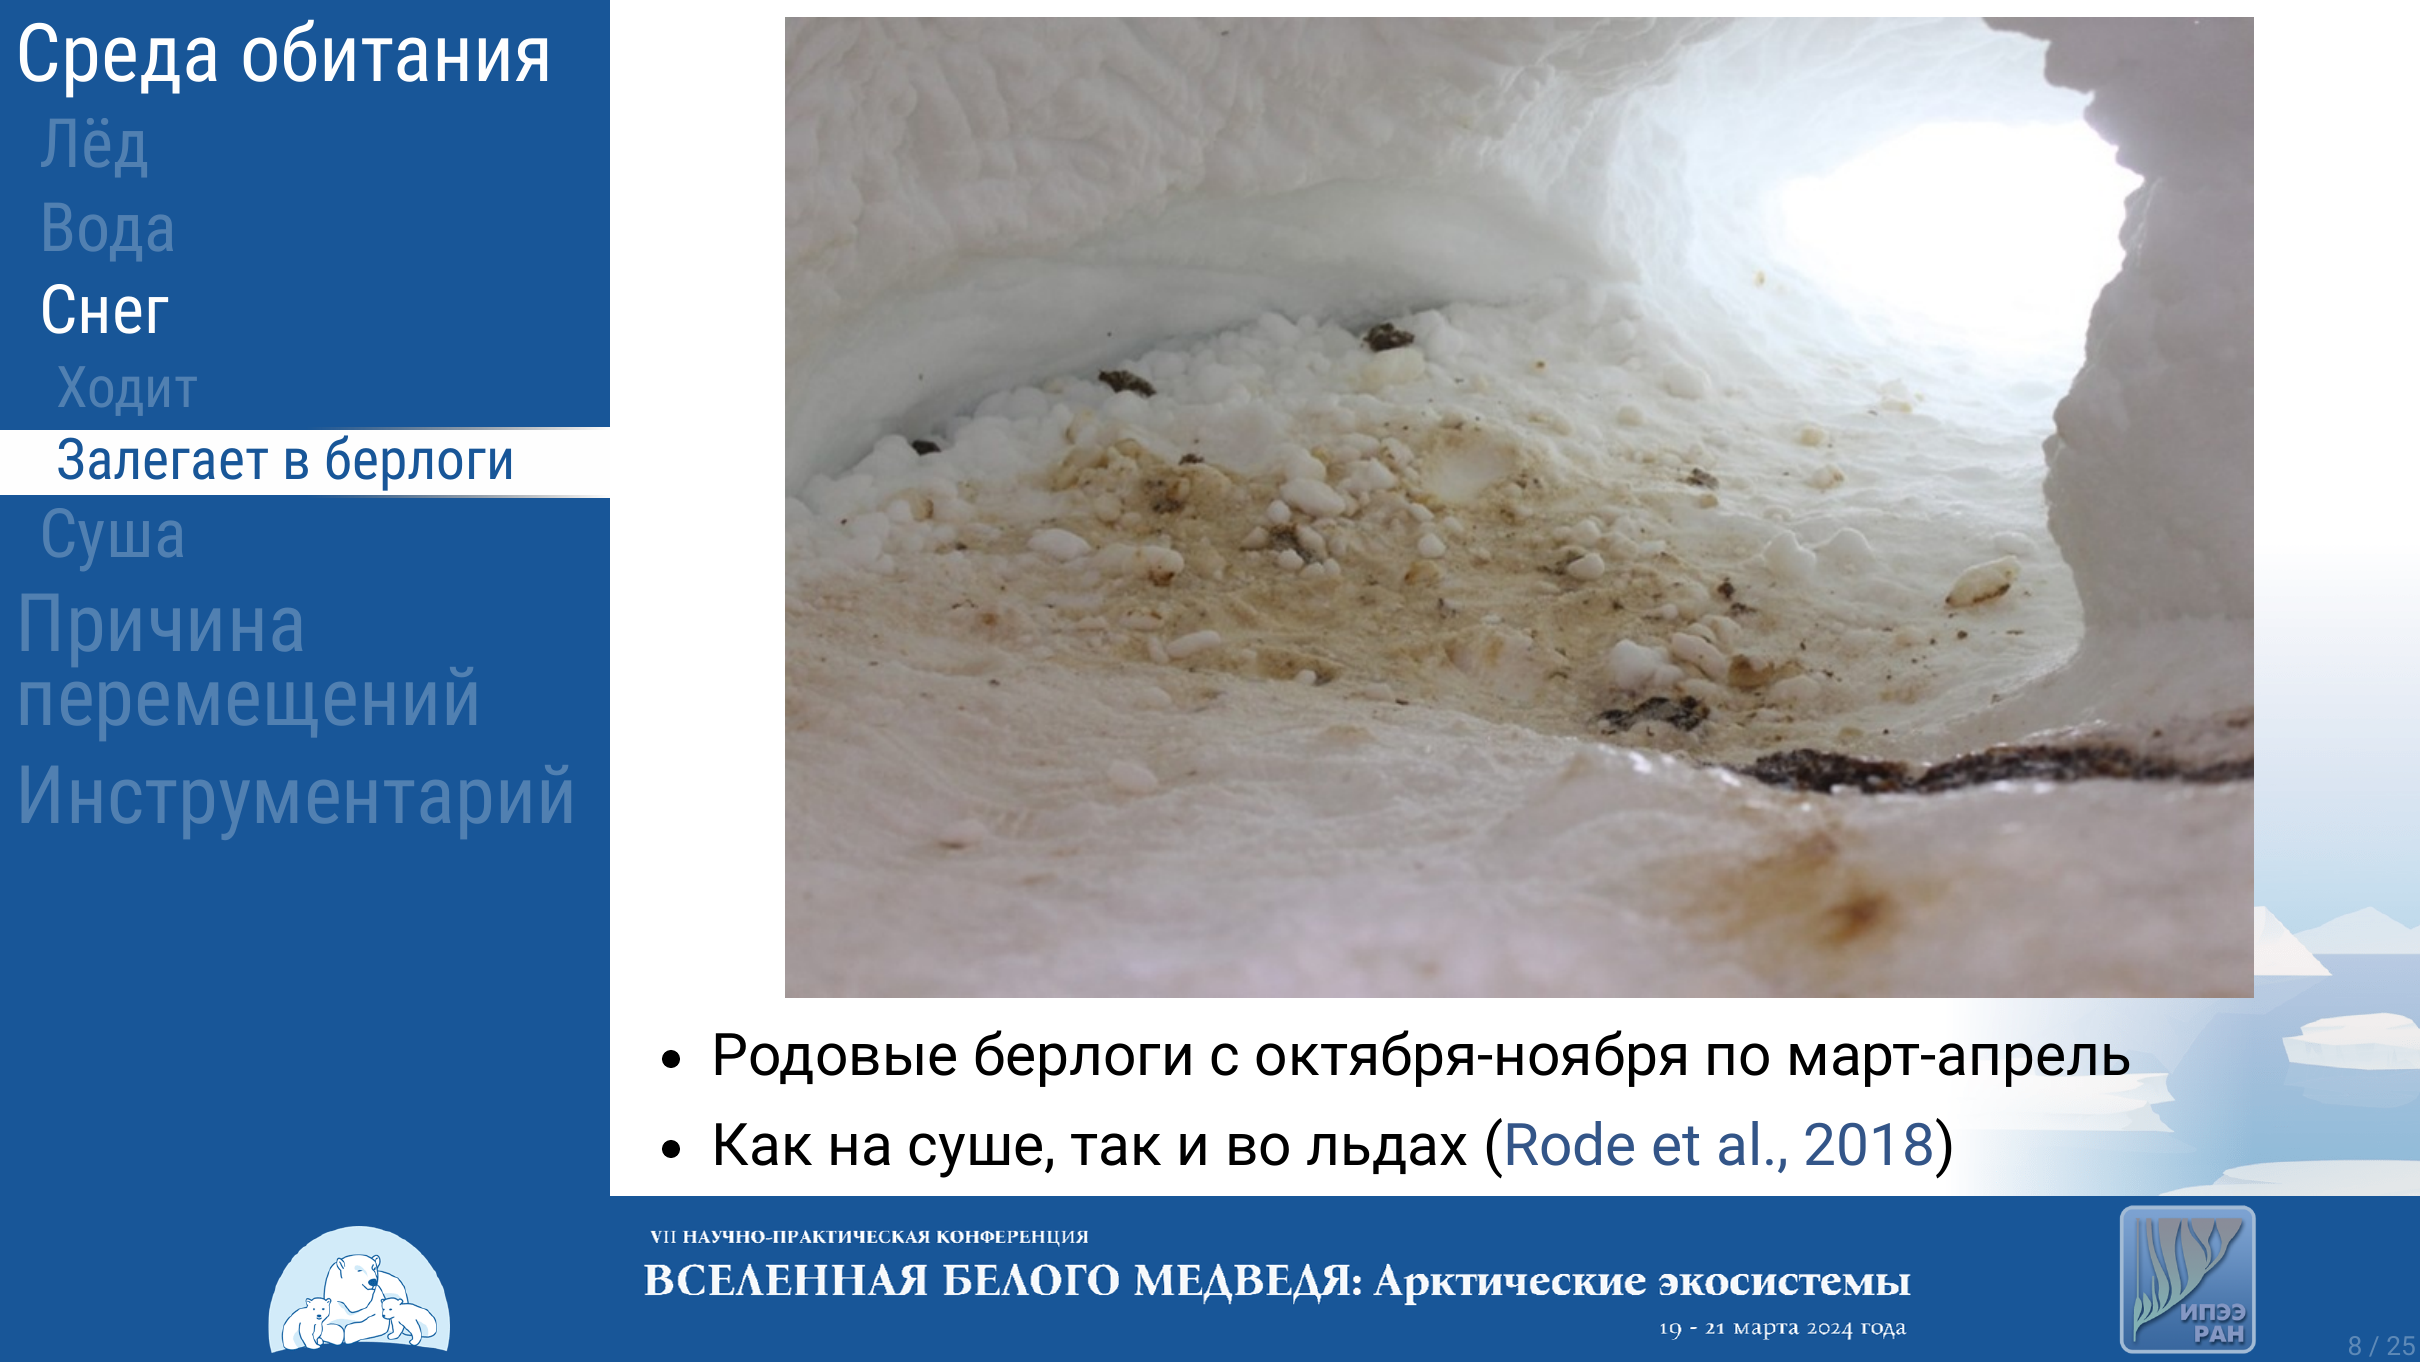 Среда обитания
Лёд
Вода
Снег
Ходит
Залегает в берлоги
Суша
Причина
перемещений
Инструментарий
• Родовые берлоги с октября-ноября по март-апрель
• Как на суше, так и во льдах (Rode et al., 2018)
VII НАУЧНО-ПРАКТИЧЕСКАЯ КОНФЕРЕНЦИЯ
ВСЕЛЕННАЯ БЕЛОГО МЕДВЕДЯ: Арктические экосистемы
19 - 21 марта 2024 года
ИПЭЭ
РАН
8 / 25